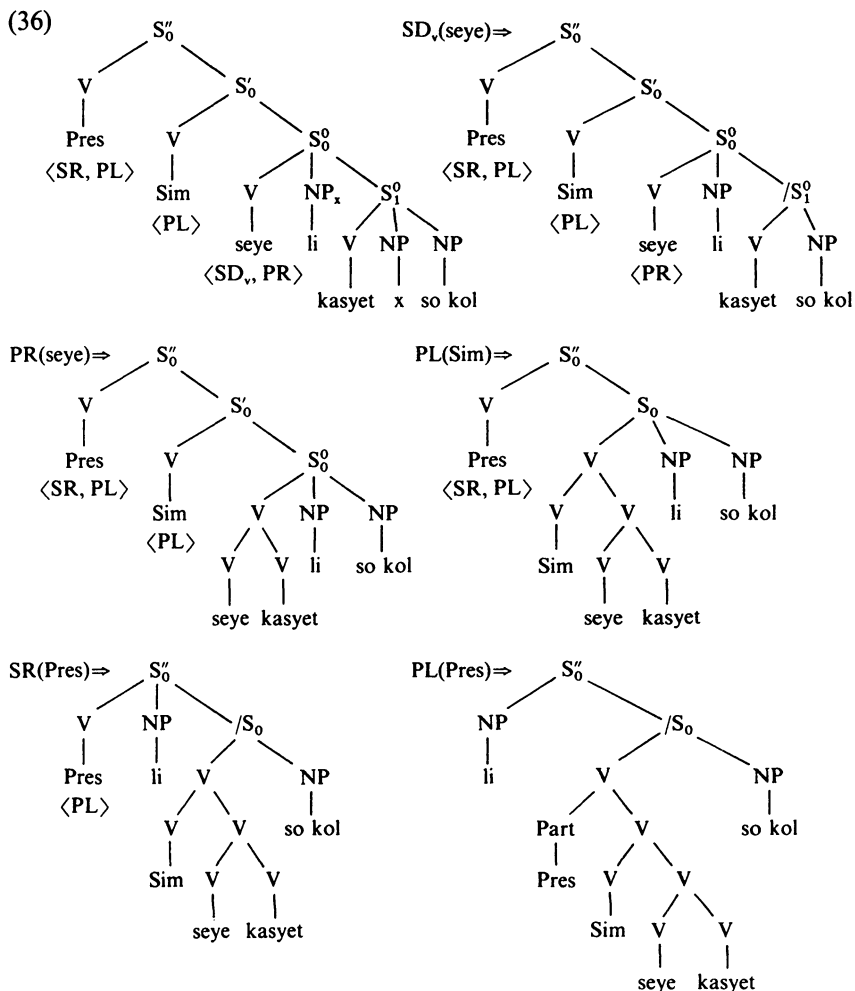 (36)
S″₀ SDᵥ(seye)⇒ S″₀
V S′₀ V S′₀
Pres V S⁰₀ Pres V S⁰₀
⟨SR, PL⟩ Sim V NPₓ S⁰₁ ⟨SR, PL⟩ Sim V NP /S⁰₁
⟨PL⟩ seye li V NP NP ⟨PL⟩ seye li V NP
⟨SDᵥ, PR⟩ kasyet x so kol ⟨PR⟩ kasyet so kol
PR(seye)⇒ S″₀ PL(Sim)⇒ S″₀
V S′₀ V S₀
Pres V S⁰₀ Pres V NP NP
⟨SR, PL⟩ Sim V NP NP ⟨SR, PL⟩ V V li so kol
⟨PL⟩ V V li so kol Sim V V
seye kasyet seye kasyet
SR(Pres)⇒ S″₀ PL(Pres)⇒ S″₀
V NP /S₀ NP /S₀
Pres li V NP li V NP
⟨PL⟩ V V so kol Part V so kol
Sim V V Pres V V
seye kasyet Sim V V
seye kasyet